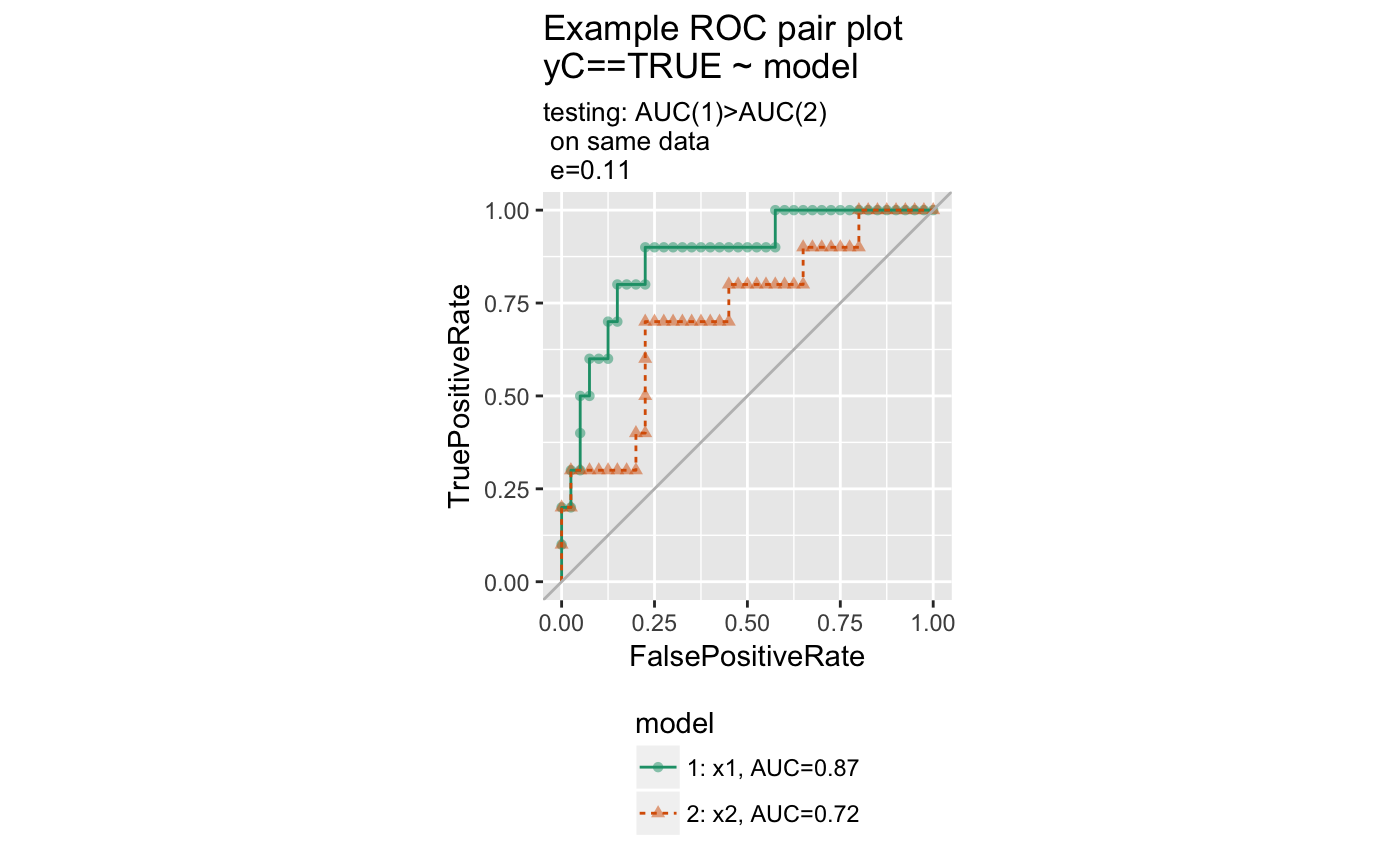 Example ROC pair plot
yC==TRUE ~ model
testing: AUC(1)>AUC(2)
on same data
e=0.11
1.00
0.75
0.50
0.25
0.00
TruePositiveRate
0.00 0.25 0.50 0.75 1.00
FalsePositiveRate
model
1: x1, AUC=0.87
2: x2, AUC=0.72